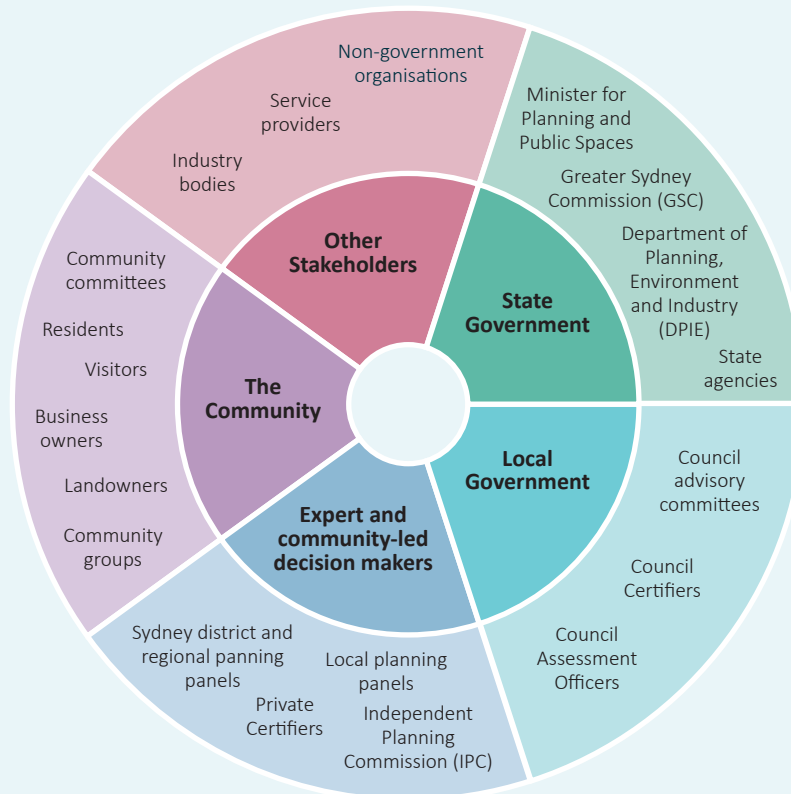 Non-government
organisations
Service
providers
Industry
bodies
Other
Stakeholders
Minister for
Planning and
Public Spaces
Greater Sydney
Commission (GSC)
Department of
Planning,
Environment
and Industry
(DPIE)
State
agencies
State
Government
Community
committees
Residents
Visitors
Business
owners
Landowners
Community
groups
The
Community
Local
Government
Council
advisory
committees
Council
Certifiers
Council
Assessment
Officers
Expert and
community-led
decision makers
Sydney district and
regional panning
panels
Local planning
panels
Private
Certifiers
Independent
Planning
Commission (IPC)